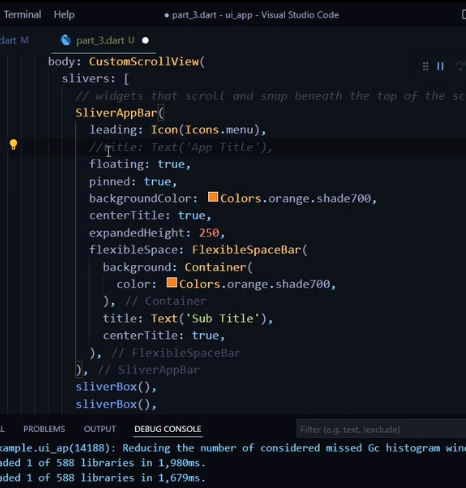 Terminal Help ● part_3.dart - ui_app - Visual Studio Code
dart M part_3.dart U ●
body: CustomScrollView(
slivers: [
// widgets that scroll and snap beneath the top of the sc
SliverAppBar(
leading: Icon(Icons.menu),
//title: Text('App Title'),
floating: true,
pinned: true,
backgroundColor: Colors.orange.shade700,
centerTitle: true,
expandedHeight: 250,
flexibleSpace: FlexibleSpaceBar(
background: Container(
color: Colors.orange.shade700,
), // Container
title: Text('Sub Title'),
centerTitle: true,
), // FlexibleSpaceBar
), // SliverAppBar
sliverBox(),
sliverBox(),
AL PROBLEMS OUTPUT DEBUG CONSOLE Filter (e.g. text, !exclude)
xample.ui_ap(14188): Reducing the number of considered missed Gc histogram win
aded 1 of 588 libraries in 1,980ms.
aded 1 of 588 libraries in 1,679ms.